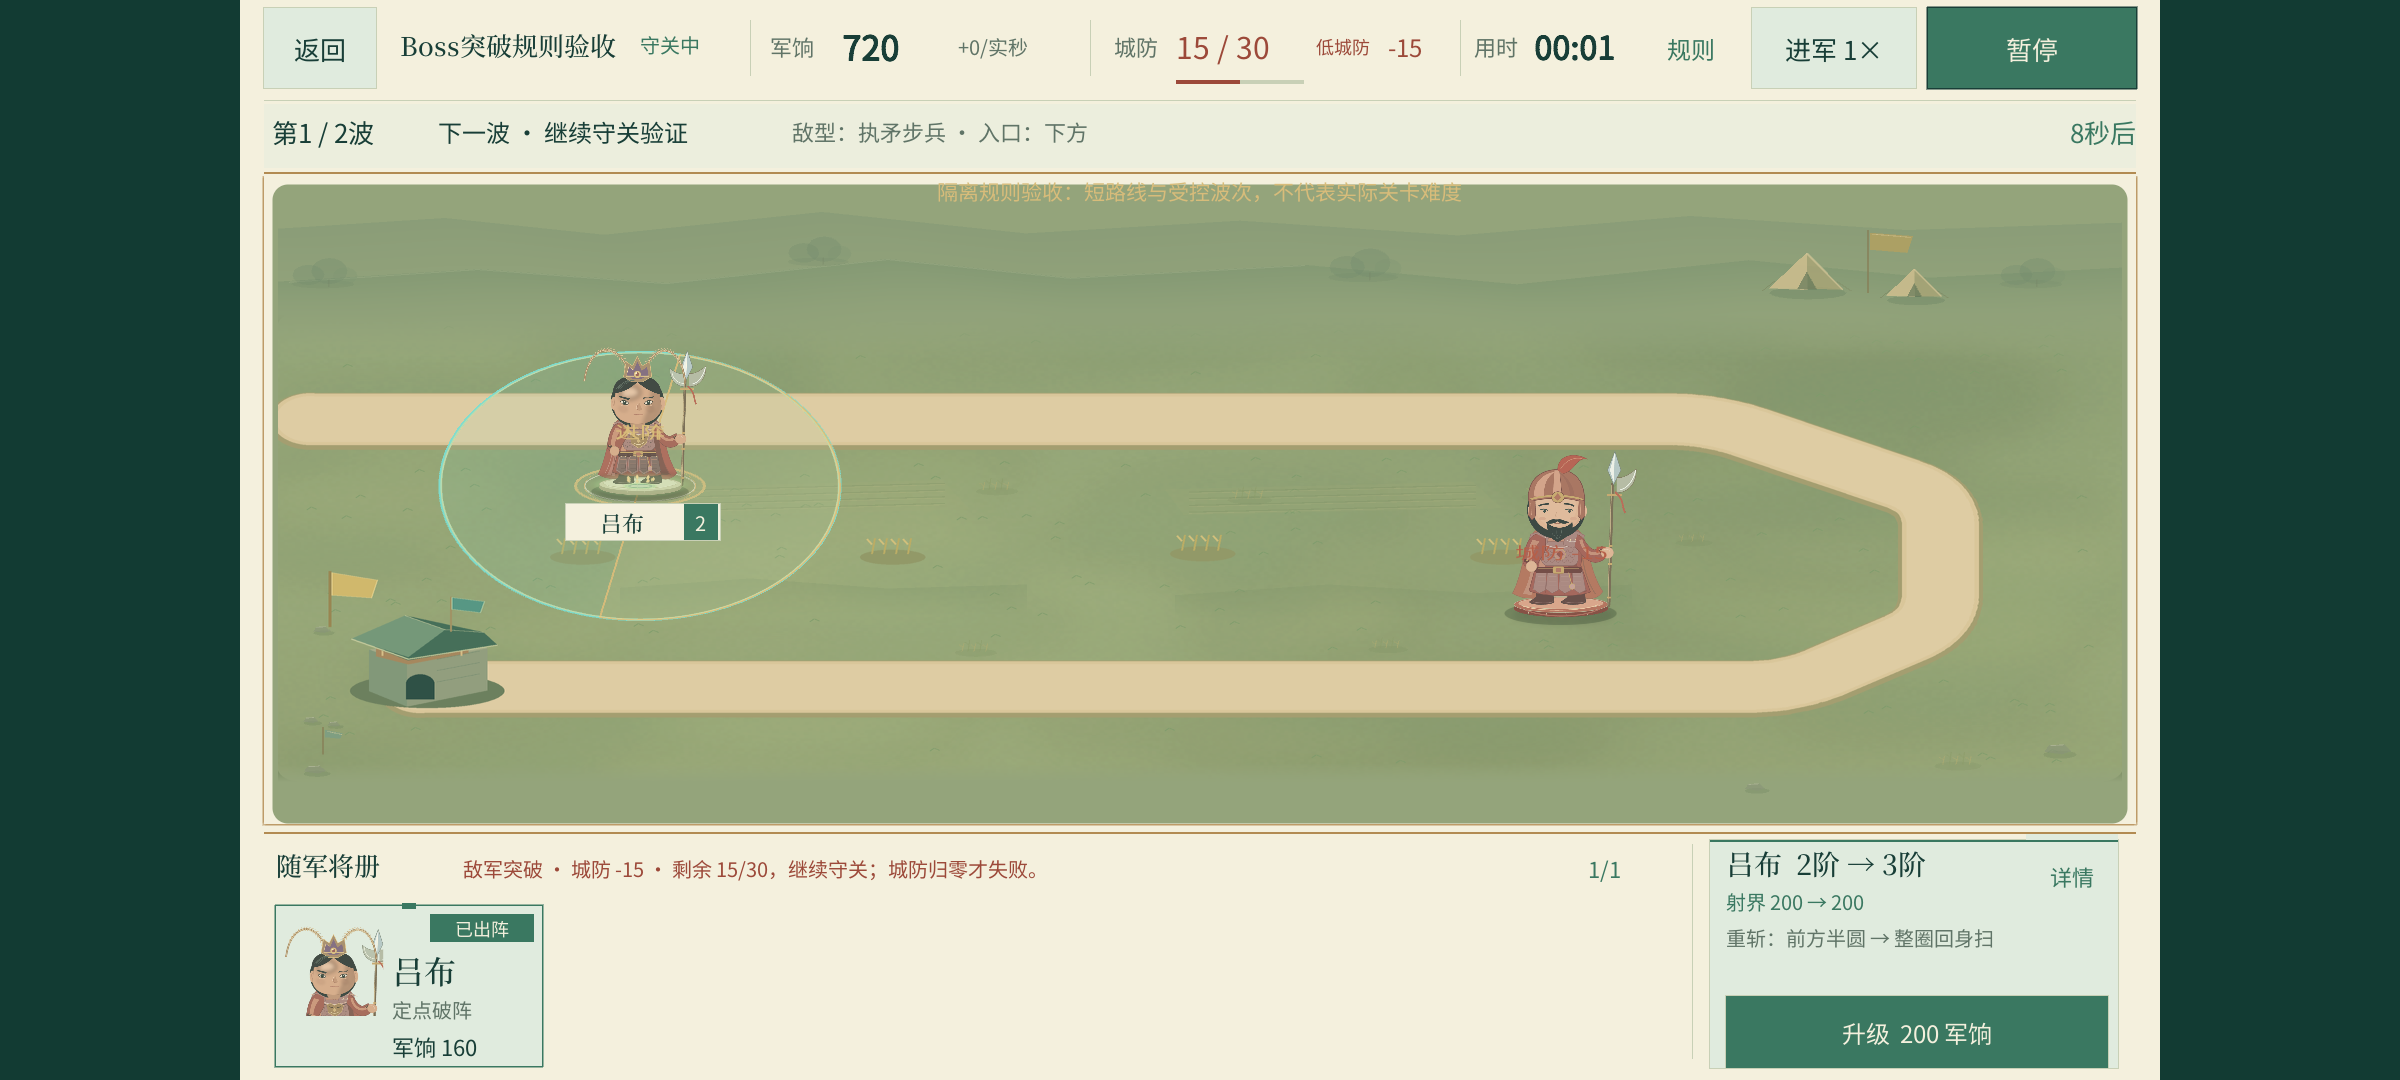 返回
Boss突破规则验收 守关中
军饷 720 +0/实秒
城防 15 / 30 低城防 -15
用时 00:01
规则
进军 1×
暂停
第1 / 2波 下一波 · 继续守关验证 敌型：执矛步兵 · 入口：下方 8秒后
隔离规则验收：短路线与受控波次，不代表实际关卡难度
吕布 2
随军将册 敌军突破 · 城防 -15 · 剩余 15/30，继续守关；城防归零才失败。 1/1
已出阵
吕布
定点破阵
军饷 160
吕布 2阶 → 3阶
详情
射界 200 → 200
重斩：前方半圆 → 整圈回身扫
升级 200 军饷